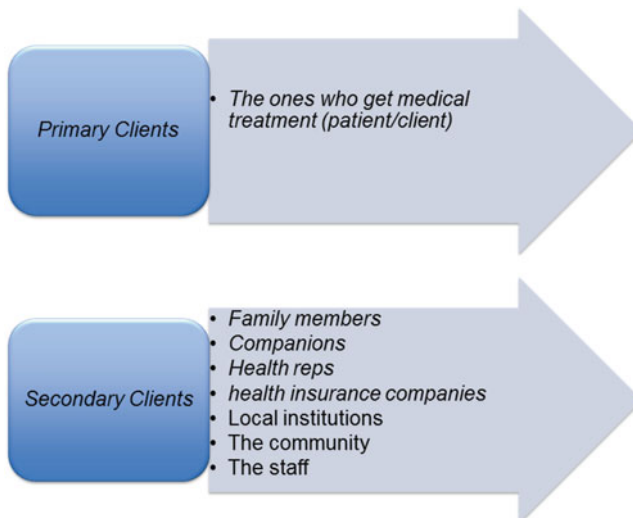 Primary Clients
• The ones who get medical
treatment (patient/client)
Secondary Clients
• Family members
• Companions
• Health reps
• health insurance companies
• Local institutions
• The community
• The staff